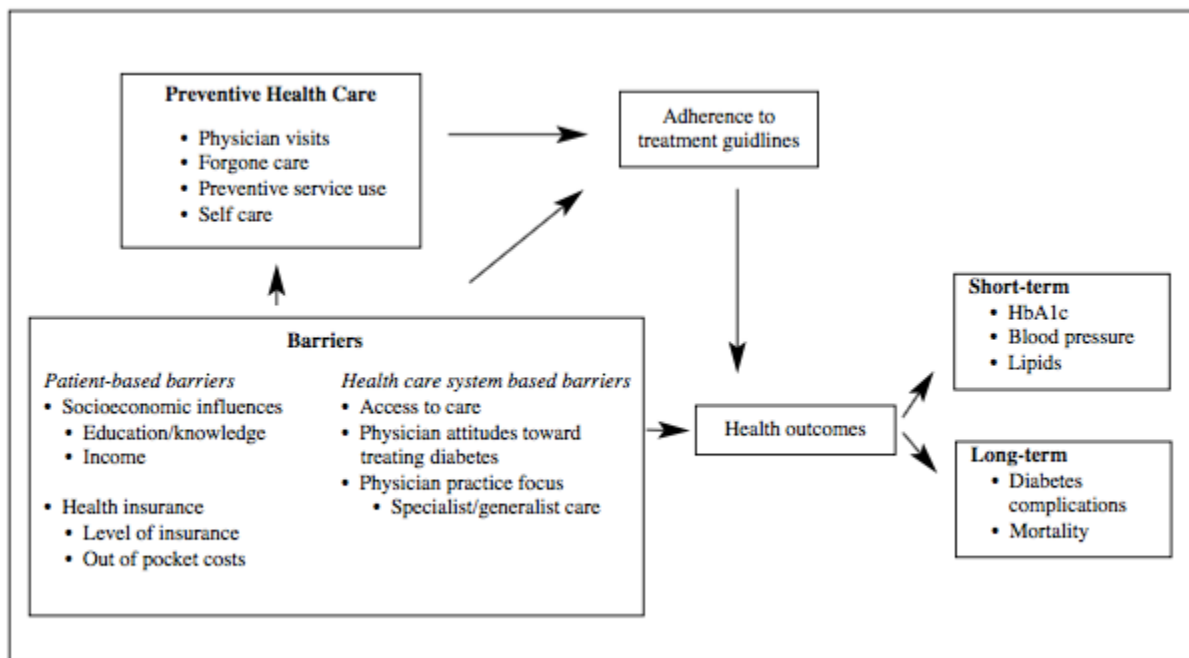 Preventive Health Care
• Physician visits
• Forgone care
• Preventive service use
• Self care
Adherence to
treatment guidlines
Barriers
Patient-based barriers
• Socioeconomic influences
• Education/knowledge
• Income
• Health insurance
• Level of insurance
• Out of pocket costs
Health care system based barriers
• Access to care
• Physician attitudes toward
treating diabetes
• Physician practice focus
• Specialist/generalist care
Health outcomes
Short-term
• HbA1c
• Blood pressure
• Lipids
Long-term
• Diabetes
complications
• Mortality